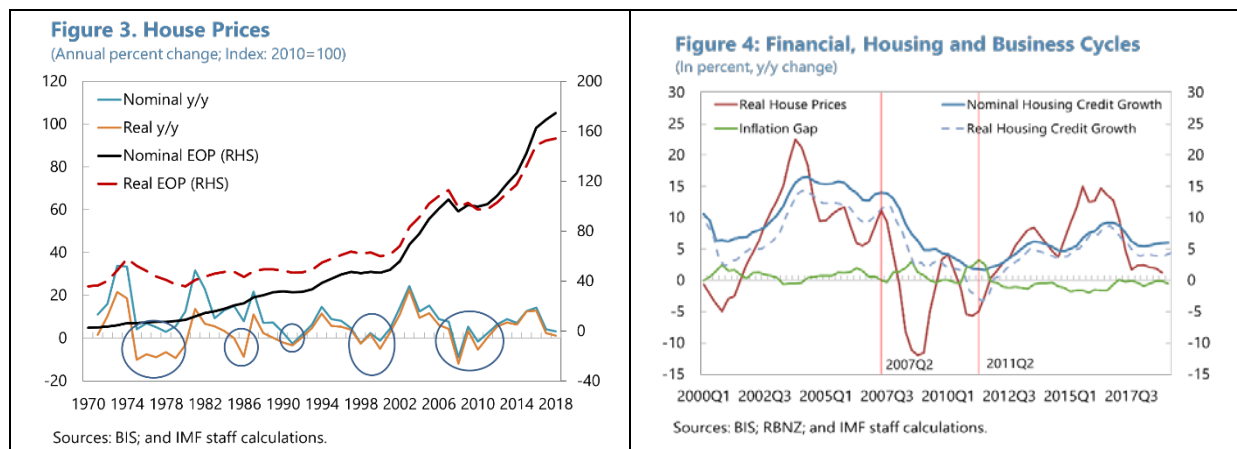 Figure 3. House Prices
(Annual percent change; Index: 2010=100)
120
100
80
60
40
20
0
-20
200
160
120
80
40
0
-40
Nominal y/y
Real y/y
Nominal EOP (RHS)
Real EOP (RHS)
1970 1974 1978 1982 1986 1990 1994 1998 2002 2006 2010 2014 2018
Sources: BIS; and IMF staff calculations.
Figure 4: Financial, Housing and Business Cycles
(In percent, y/y change)
30
25
20
15
10
5
0
-5
-10
-15
30
25
20
15
10
5
0
-5
-10
-15
Real House Prices
Nominal Housing Credit Growth
Inflation Gap
Real Housing Credit Growth
2007Q2
2011Q2
2000Q1 2002Q3 2005Q1 2007Q3 2010Q1 2012Q3 2015Q1 2017Q3
Sources: BIS; RBNZ; and IMF staff calculations.